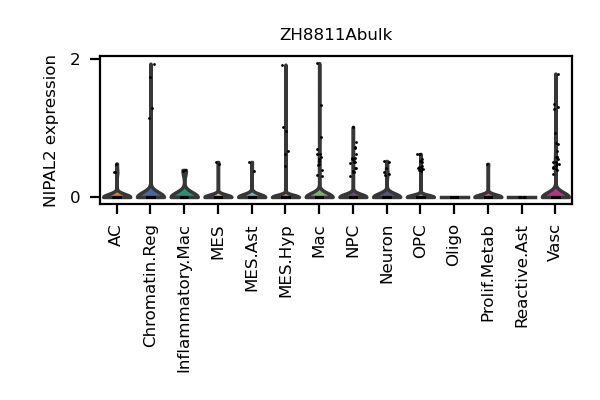 ZH8811Abulk
NIPAL2 expression
2
0
AC
Chromatin.Reg
Inflammatory.Mac
MES
MES.Ast
MES.Hyp
Mac
NPC
Neuron
OPC
Oligo
Prolif.Metab
Reactive.Ast
Vasc